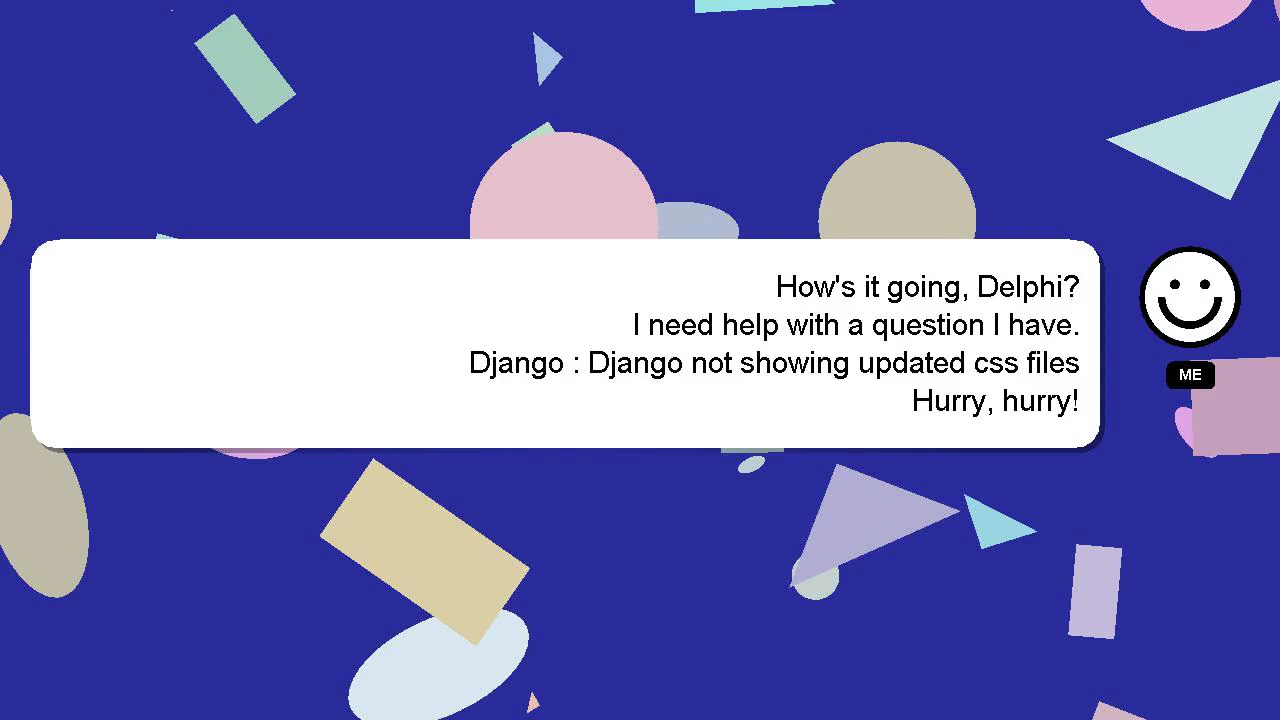 How's it going, Delphi?
I need help with a question I have.
Django : Django not showing updated css files
Hurry, hurry!
ME